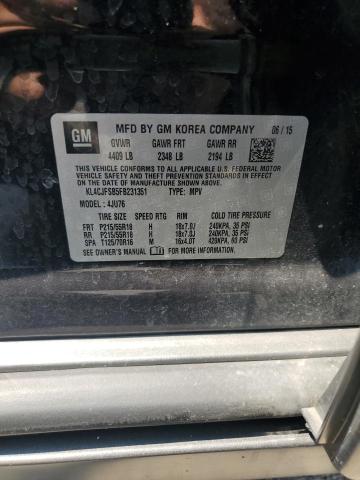 GM
MFD BY GM KOREA COMPANY 06 / 15
GVWR GAWR FRT GAWR RR
4409 LB 2348 LB 2194 LB
THIS VEHICLE CONFORMS TO ALL APPLICABLE U.S. FEDERAL MOTOR
VEHICLE SAFETY, BUMPER, AND THEFT PREVENTION STANDARDS IN EFFECT
ON THE DATE OF MANUFACTURE SHOWN ABOVE.
KL4CJFSB5FB231351 TYPE: MPV
MODEL: 4JU76
TIRE SIZE SPEED RTG RIM COLD TIRE PRESSURE
FRT P215/55R18 H 18x7.0J 240KPA, 35 PSI
RR P215/55R18 H 18x7.0J 240KPA, 35 PSI
SPA T125/70R16 M 16x4.0T 420KPA, 60 PSI
SEE OWNER'S MANUAL FOR MORE INFORMATION.